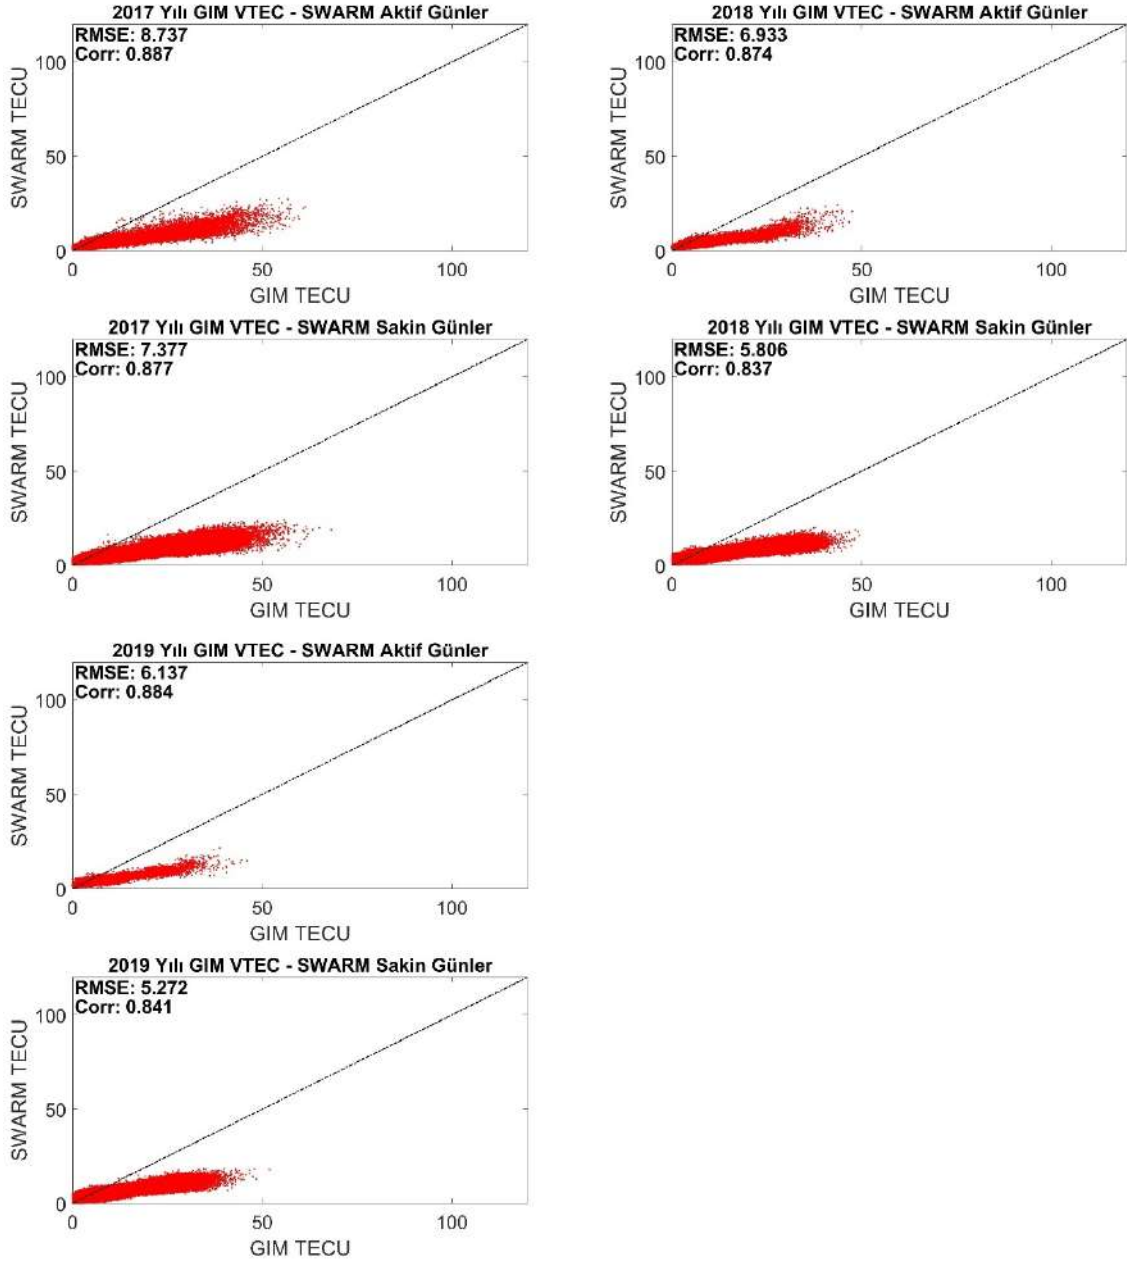 2017 Yılı GIM VTEC - SWARM Aktif Günler
RMSE: 8.737
Corr: 0.887
100
50
0
SWARM TECU
0
50
100
GIM TECU
2018 Yılı GIM VTEC - SWARM Aktif Günler
RMSE: 6.933
Corr: 0.874
100
50
0
SWARM TECU
0
50
100
GIM TECU
2017 Yılı GIM VTEC - SWARM Sakin Günler
RMSE: 7.377
Corr: 0.877
100
50
0
SWARM TECU
0
50
100
GIM TECU
2018 Yılı GIM VTEC - SWARM Sakin Günler
RMSE: 5.806
Corr: 0.837
100
50
0
SWARM TECU
0
50
100
GIM TECU
2019 Yılı GIM VTEC - SWARM Aktif Günler
RMSE: 6.137
Corr: 0.884
100
50
0
SWARM TECU
0
50
100
GIM TECU
2019 Yılı GIM VTEC - SWARM Sakin Günler
RMSE: 5.272
Corr: 0.841
100
50
0
SWARM TECU
0
50
100
GIM TECU